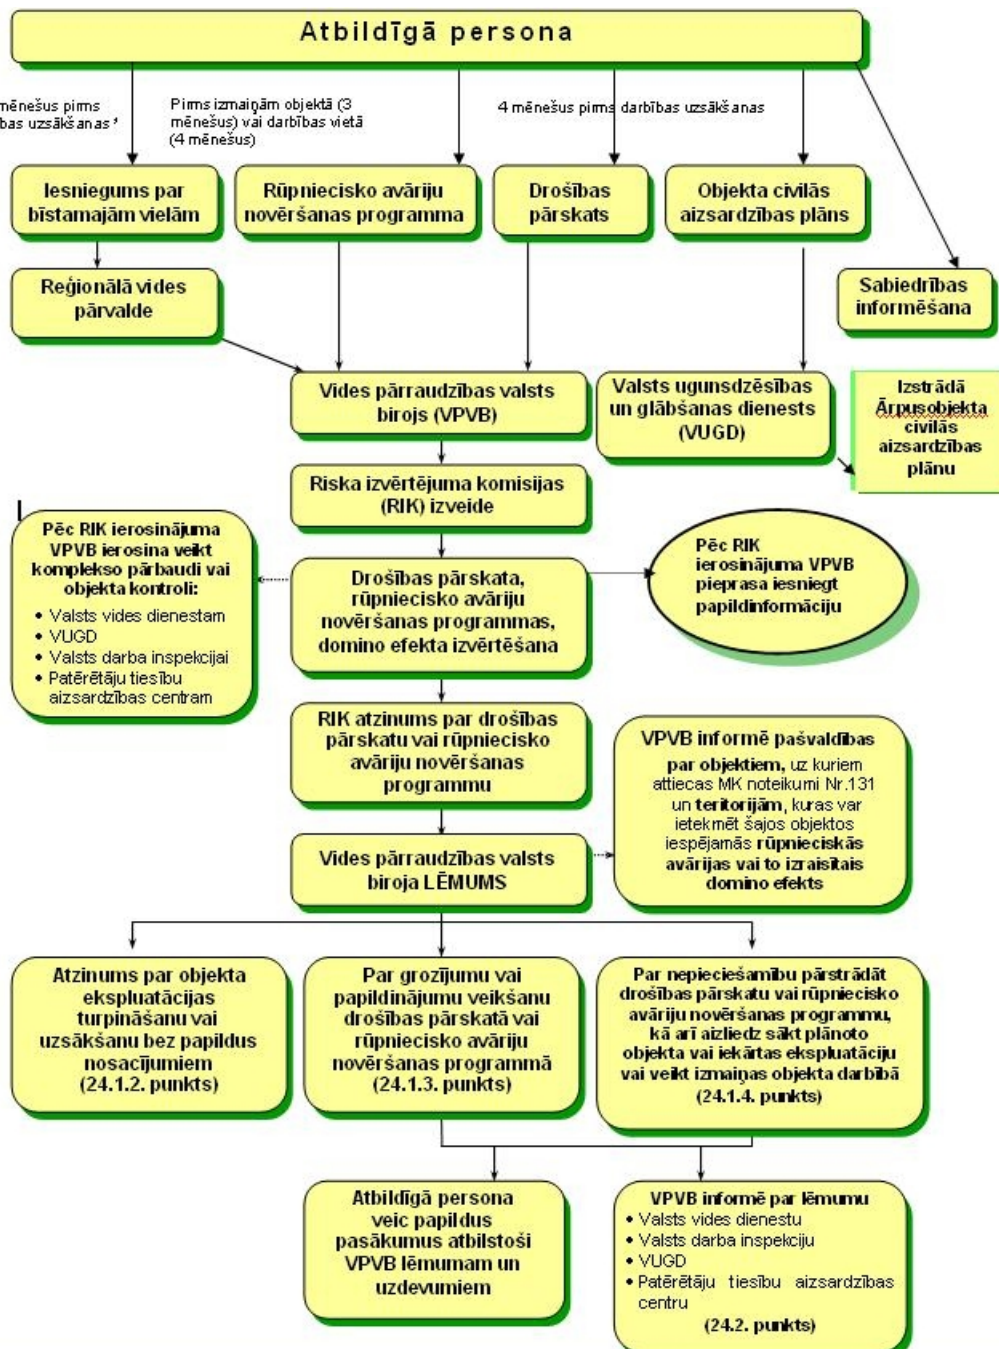 Atbildīgā persona
mēnešus pirms
bas uzsākšanas
Pirms izmaiņām objektā (3
mēnešus) vai darbības vietā
(4 mēnešus)
4 mēnešus pirms darbības uzsākšanas
Iesniegums par
bīstamajām vielām
Rūpniecisko avāriju
novēršanas programma
Drošības
pārskats
Objekta civilās
aizsardzības plāns
Reģionālā vides
pārvalde
Sabiedrības
informēšana
Vides pārraudzības valsts
birojs (VPVB)
Valsts ugunsdzēsības
un glābšanas dienests
(VUGD)
Izstrādā
Ārpusobjekta
civilās
aizsardzības
plānu
Riska izvērtējuma komisijas
(RIK) izveide
Pēc RIK ierosinājuma
VPVB ierosina veikt
komplekso pārbaudi vai
objekta kontroli:
• Valsts vides dienestam
• VUGD
• Valsts darba inspekcijai
• Patērētāju tiesību
aizsardzības centram
Drošības pārskata,
rūpniecisko avāriju
novēršanas programmas,
domino efekta izvērtēšana
Pēc RIK
ierosinājuma VPVB
pieprasa iesniegt
papildinformāciju
RIK atzinums par drošības
pārskatu vai rūpniecisko
avāriju novēršanas
programmu
VPVB informē pašvaldības
par objektiem, uz kuriem
attiecas MK noteikumi Nr.131
un teritorijām, kuras var
ietekmēt šajos objektos
iespējamās rūpnieciskās
avārijas vai to izraisītais
domino efekts
Vides pārraudzības valsts
biroja LĒMUMS
Atzinums par objekta
ekspluatācijas
turpināšanu vai
uzsākšanu bez papildus
nosacījumiem
(24.1.2. punkts)
Par grozījumu vai
papildinājumu veikšanu
drošības pārskatā vai
rūpniecisko avāriju
novēršanas programmā
(24.1.3. punkts)
Par nepieciešamību pārstrādāt
drošības pārskatu vai rūpniecisko
avāriju novēršanas programmu,
kā arī aizliedz sākt plānoto
objekta vai iekārtas ekspluatāciju
vai veikt izmaiņas objekta darbībā
(24.1.4. punkts)
Atbildīgā persona
veic papildus
pasākumus atbilstoši
VPVB lēmumam un
uzdevumiem
VPVB informē par lēmumu
• Valsts vides dienestu
• Valsts darba inspekciju
• VUGD
• Patērētāju tiesību aizsardzības
centru
(24.2. punkts)